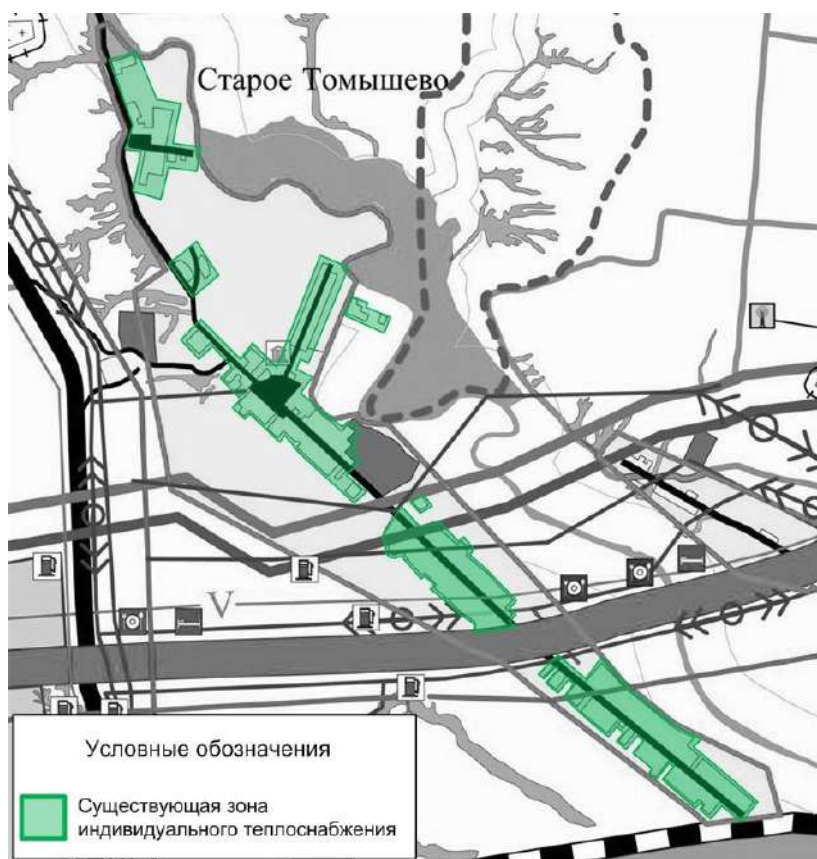 Старое Томышево
V
Условные обозначения
Существующая зона
индивидуального теплоснабжения